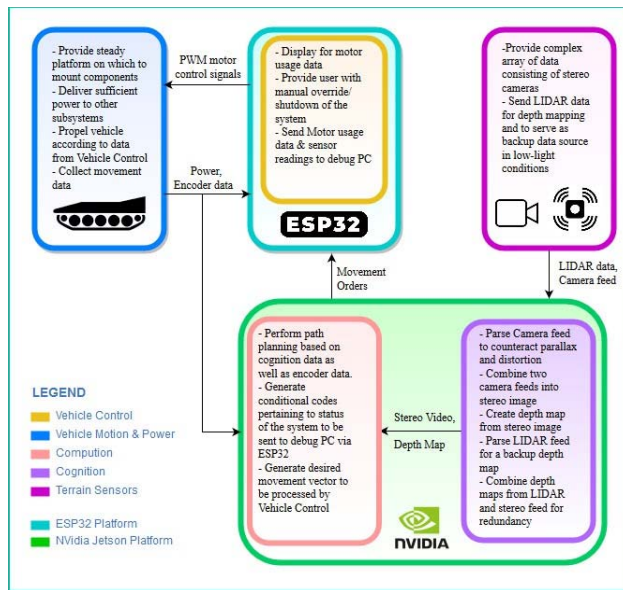 - Provide steady
platform on which to
mount components
- Deliver sufficient
power to other
subsystems
- Propel vehicle
according to data
from Vehicle Control
- Collect movement
data
PWM motor
control signals
Power,
Encoder data
- Display for motor
usage data
- Provide user with
manual override/
shutdown of the
system
- Send Motor usage
data & sensor
readings to debug PC
ESP32
-Provide complex
array of data
consisting of stereo
cameras
- Send LIDAR data
for depth mapping
and to serve as
backup data source
in low-light
conditions
Movement
Orders
LIDAR data,
Camera feed
- Perform path
planning based on
cognition data as
well as encoder data.
- Generate
conditional codes
pertaining to status
of the system to be
sent to debug PC via
ESP32
- Generate desired
movement vector to
be processed by
Vehicle Control
Stereo Video,
Depth Map
- Parse Camera feed
to counteract parallax
and distortion
- Combine two
camera feeds into
stereo image
- Create depth map
from stereo image
- Parse LIDAR feed
for a backup depth
map
- Combine depth
maps from LIDAR
and stereo feed for
redundancy
NVIDIA
LEGEND
Vehicle Control
Vehicle Motion & Power
Compution
Cognition
Terrain Sensors
ESP32 Platform
NVidia Jetson Platform